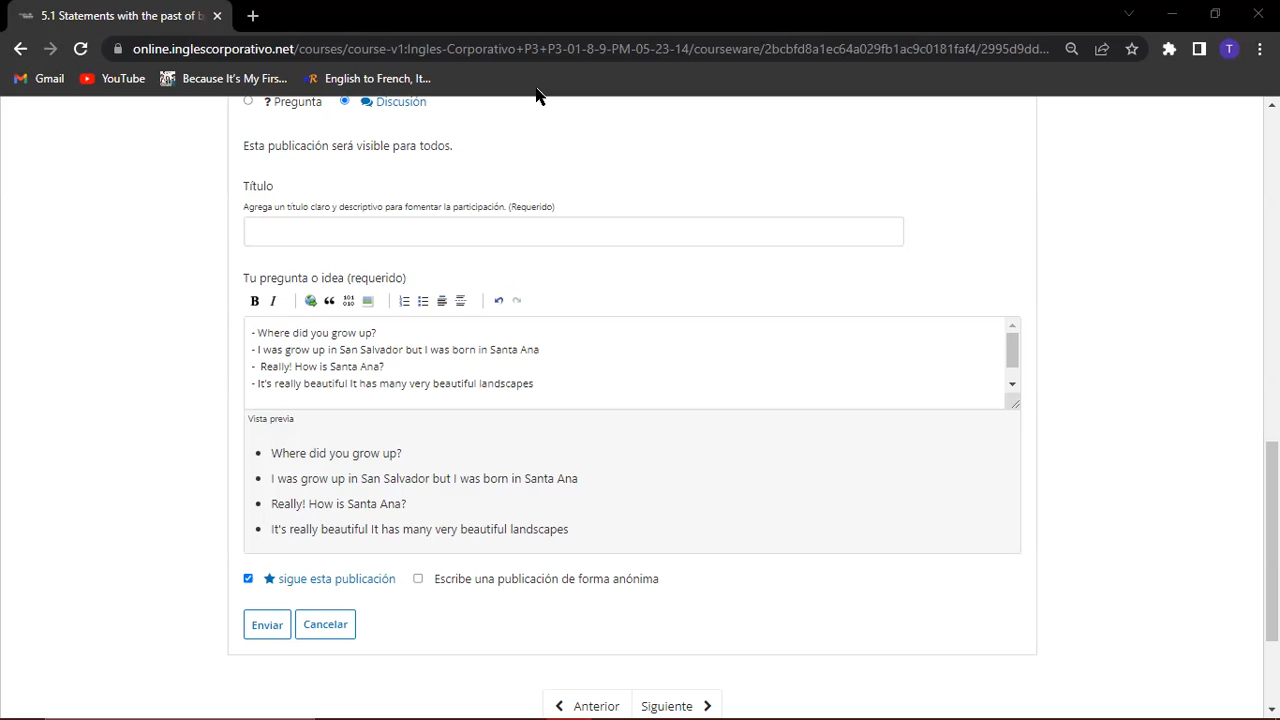 5.1 Statements with the past of b
online.inglescorporativo.net/courses/course-v1:Ingles-Corporativo+P3+P3-01-8-9-PM-05-23-14/courseware/2bcbfd8a1ec64a029fb1ac9c0181faf4/2995d9dd...
T
Gmail YouTube Because It's My Firs... English to French, It...
? Pregunta Discusión
Esta publicación será visible para todos.
Título
Agrega un título claro y descriptivo para fomentar la participación. (Requerido)
Tu pregunta o idea (requerido)
B I
- Where did you grow up?
- I was grow up in San Salvador but I was born in Santa Ana
- Really! How is Santa Ana?
- It's really beautiful It has many very beautiful landscapes
Vista previa
• Where did you grow up?
• I was grow up in San Salvador but I was born in Santa Ana
• Really! How is Santa Ana?
• It's really beautiful It has many very beautiful landscapes
sigue esta publicación Escribe una publicación de forma anónima
Enviar Cancelar
Anterior Siguiente